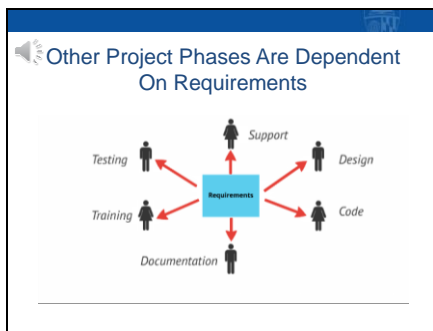 Other Project Phases Are Dependent
On Requirements
Support
Testing
Design
Requirements
Training
Code
Documentation